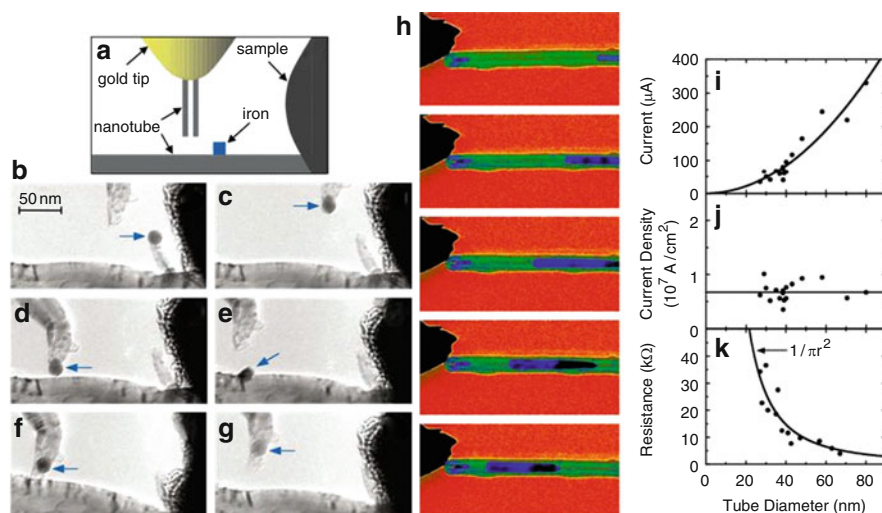 a
gold tip
sample
nanotube
iron
b
50 nm
c
d
e
f
g
h
i
Current (μA)
400
300
200
100
0
j
Current Density
(10⁷ A/cm²)
2
1
0
k
1/πr²
Resistance (kΩ)
40
30
20
10
0
0 20 40 60 80
Tube Diameter (nm)